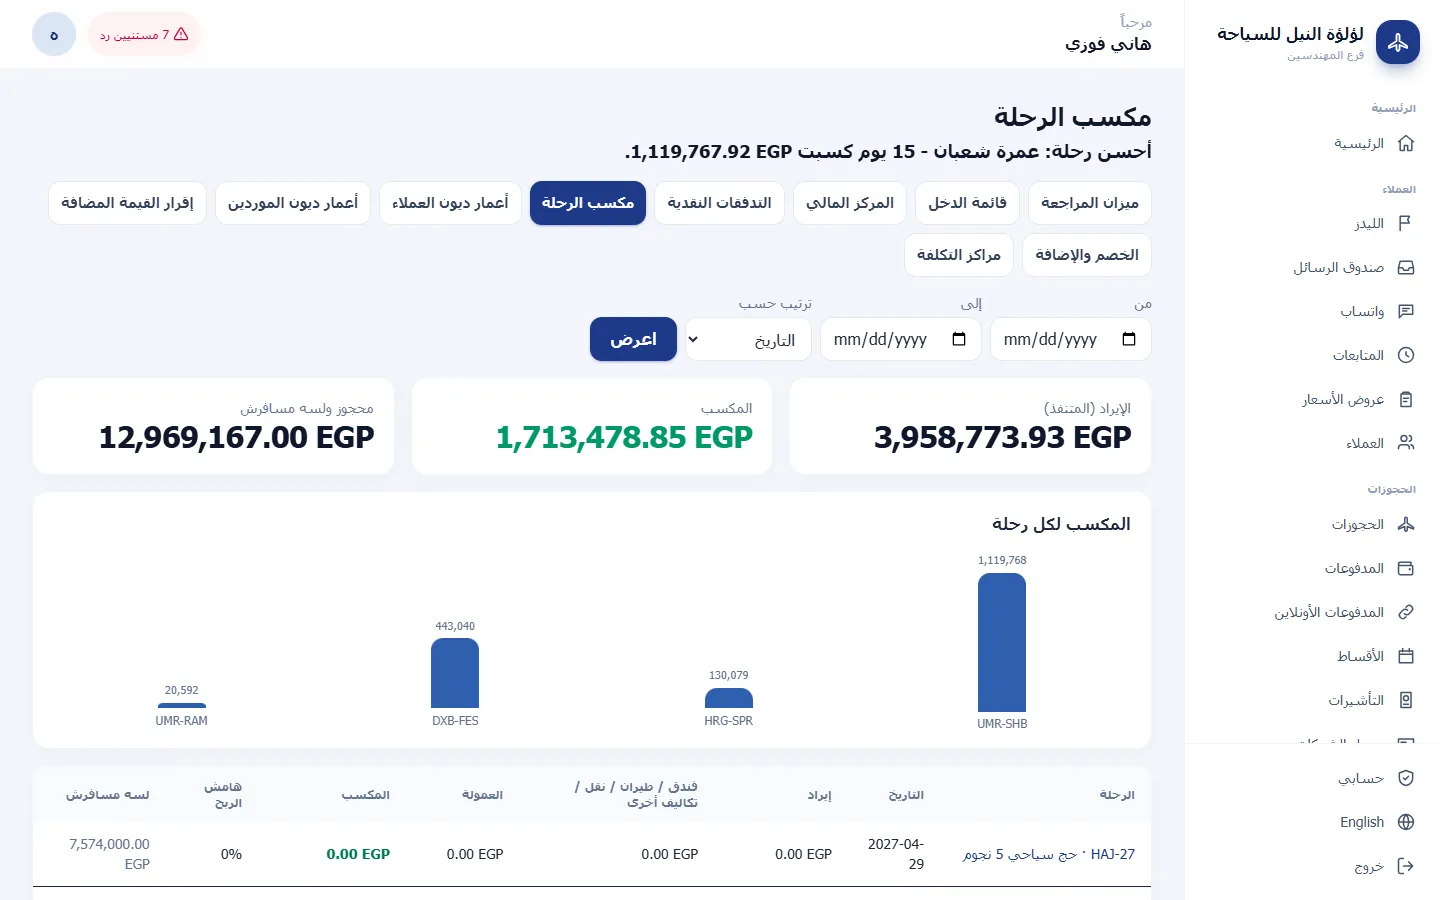 لؤلؤة النيل للسياحة
فرع المهندسين
الرئيسية
الرئيسية
العملاء
الليدز
صندوق الرسائل
واتساب
المتابعات
عروض الأسعار
العملاء
الحجوزات
الحجوزات
المدفوعات
المدفوعات الأونلاين
الأقساط
التأشيرات
حسابي
English
خروج
مرحباً
هاني فوزي
7 مستنيين رد
ه
مكسب الرحلة
أحسن رحلة: عمرة شعبان - 15 يوم كسبت 1,119,767.92 EGP.
ميزان المراجعة
قائمة الدخل
المركز المالي
التدفقات النقدية
مكسب الرحلة
أعمار ديون العملاء
أعمار ديون الموردين
إقرار القيمة المضافة
الخصم والإضافة
مراكز التكلفة
من
إلى
ترتيب حسب
mm/dd/yyyy
mm/dd/yyyy
التاريخ
اعرض
الإيراد (المتنفذ)
3,958,773.93 EGP
المكسب
1,713,478.85 EGP
محجوز ولسه مسافرش
12,969,167.00 EGP
المكسب لكل رحلة
1,119,768
UMR-SHB
130,079
HRG-SPR
443,040
DXB-FES
20,592
UMR-RAM
الرحلة
التاريخ
إيراد
فندق / طيران / نقل /
تكاليف أخرى
العمولة
المكسب
هامش
الربح
لسه مسافرش
HAJ-27 · حج سياحي 5 نجوم
2027-04-
29
0.00 EGP
0.00 EGP
0.00 EGP
0.00 EGP
0%
7,574,000.00
EGP